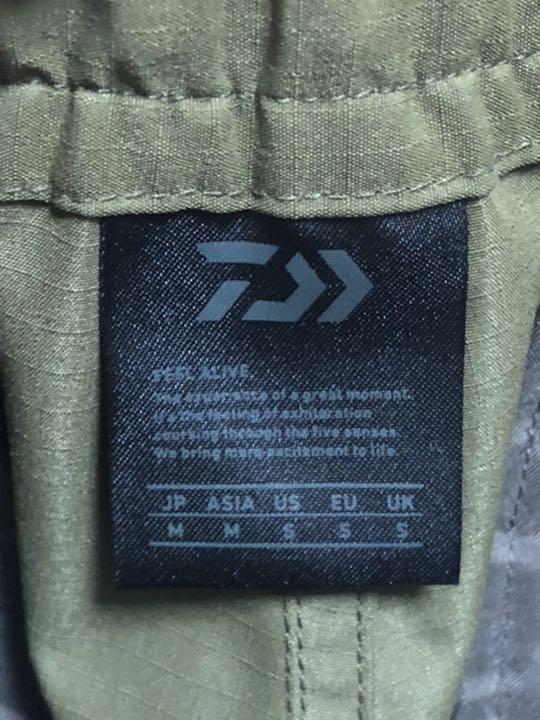 FEEL ALIVE
The experience of a great moment.
It's the feeling of exhilaration
coursing through the five senses.
We bring more excitement to life.
JP ASIA US EU UK
M M S S S